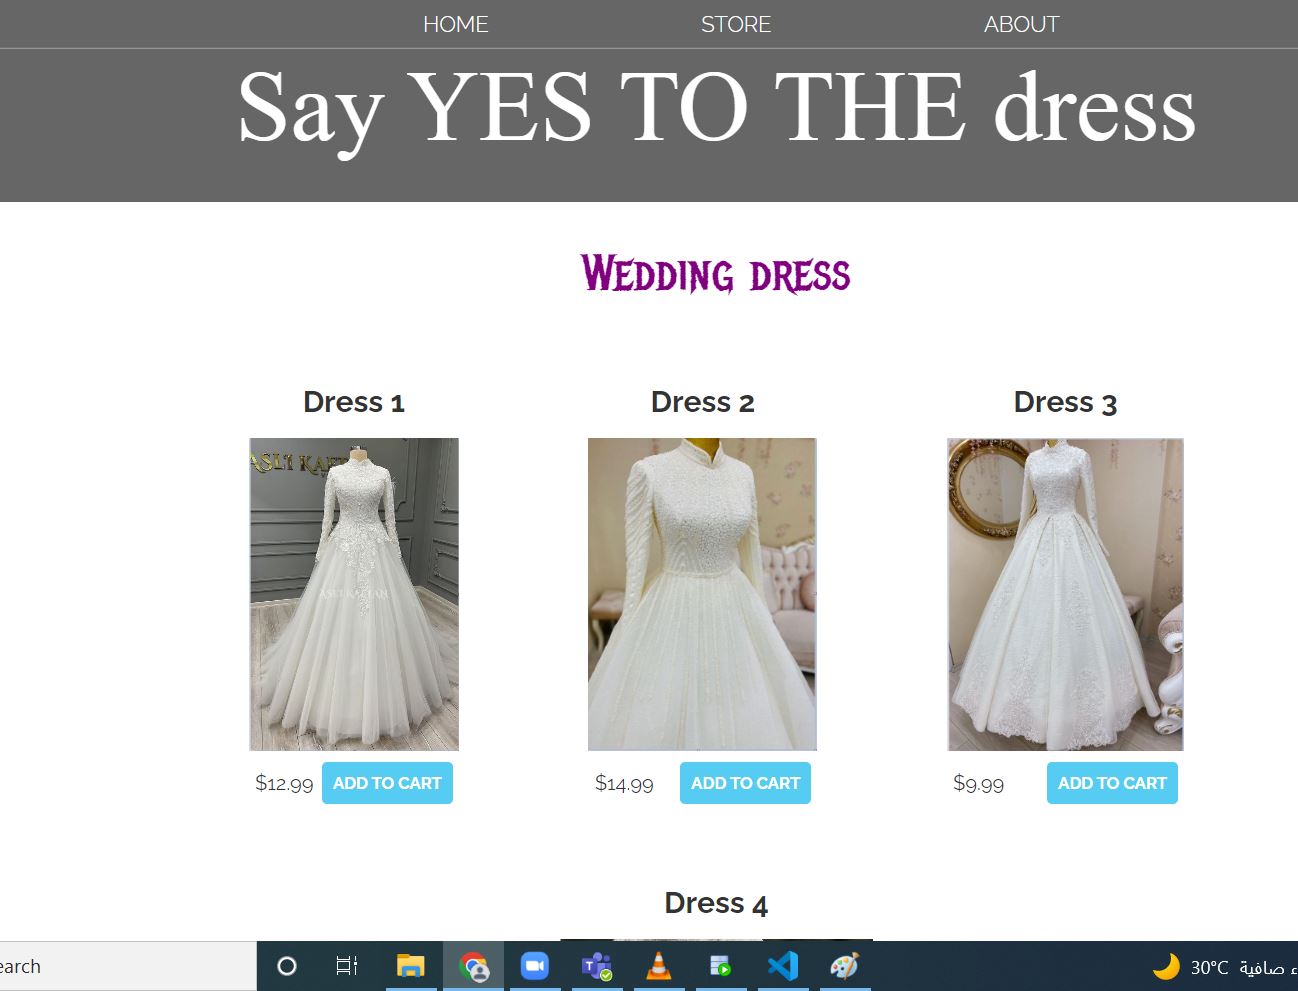 HOME STORE ABOUT
Say YES TO THE dress
WEDDING DRESS
Dress 1 Dress 2 Dress 3
ASLI KAF
ASLI KAFTAN
$12.99 ADD TO CART $14.99 ADD TO CART $9.99 ADD TO CART
Dress 4
earch 30°C ء صافية